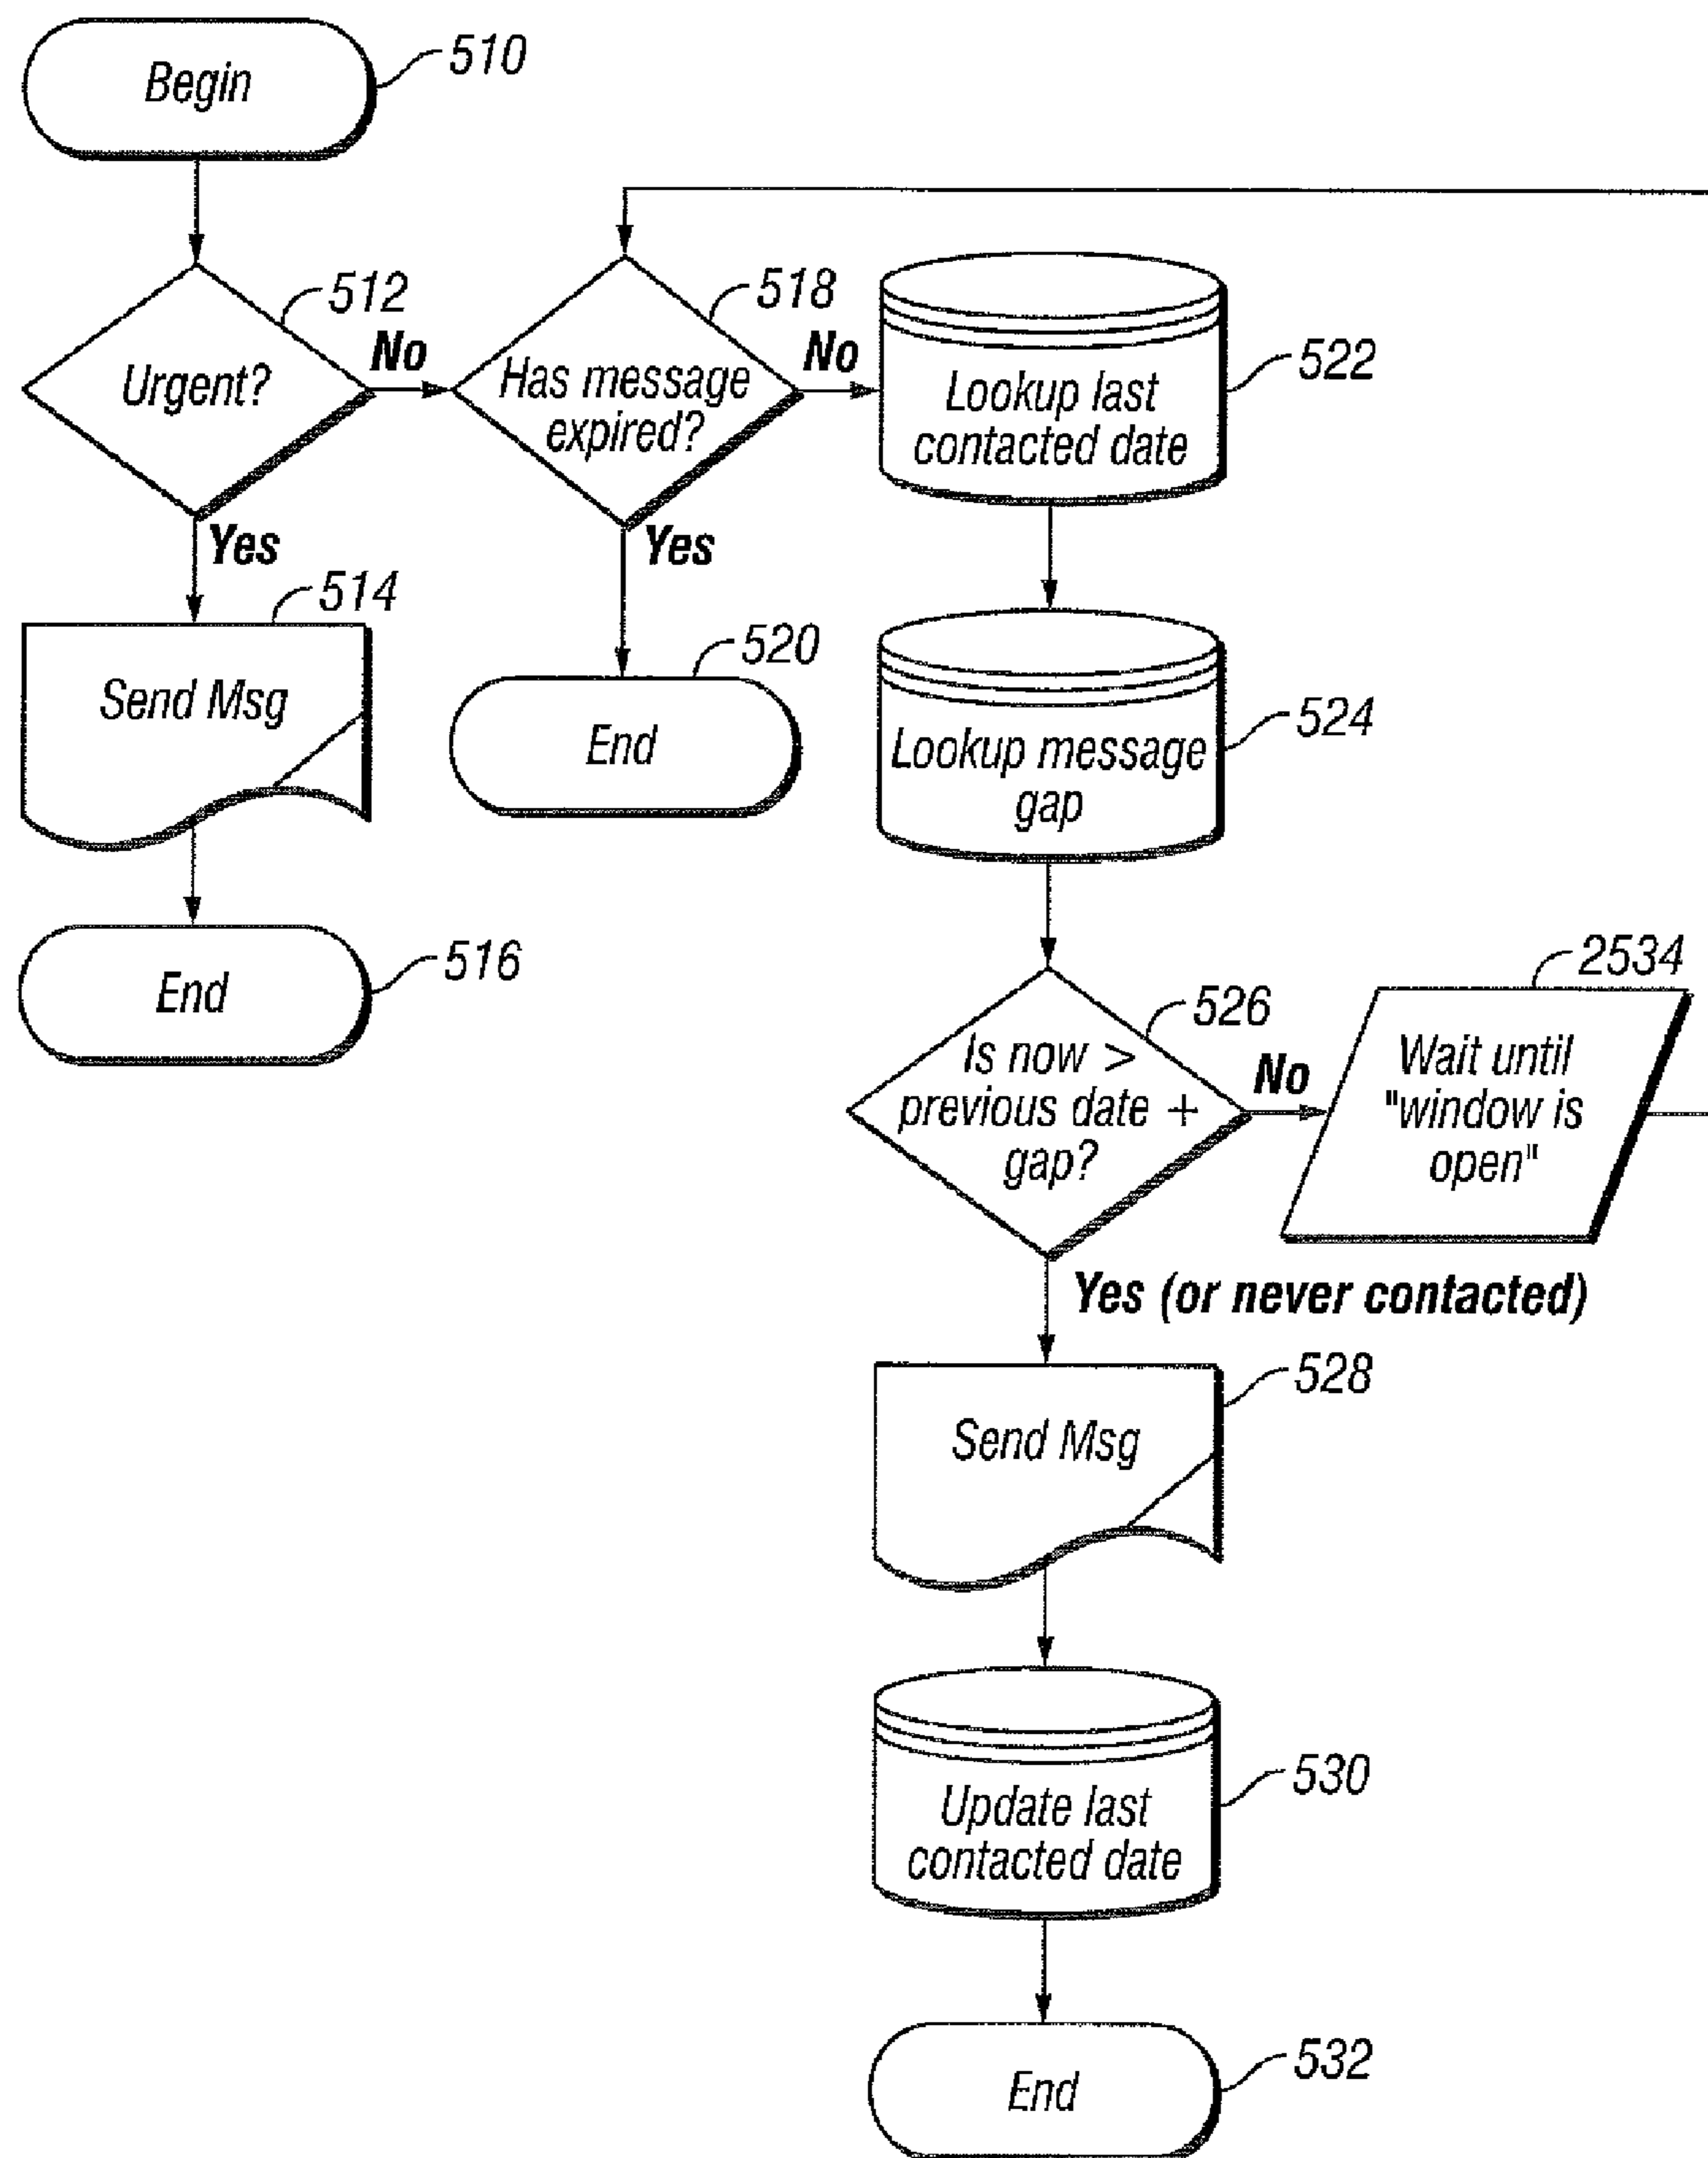 Begin
510
Urgent?
512
No
Yes
Send Msg
514
End
516
Has message
expired?
518
No
Yes
End
520
Lookup last
contacted date
522
Lookup message
gap
524
Is now >
previous date +
gap?
526
No
Wait until
"window is
open"
2534
Yes (or never contacted)
Send Msg
528
Update last
contacted date
530
End
532